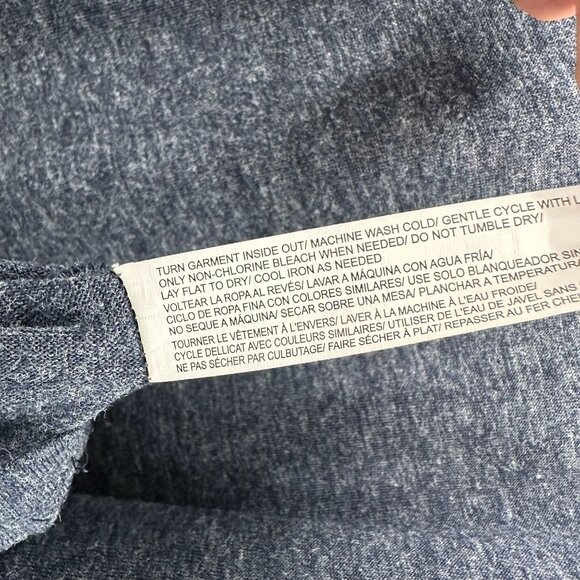 TURN GARMENT INSIDE OUT/ MACHINE WASH COLD/ GENTLE CYCLE WITH
ONLY NON-CHLORINE BLEACH WHEN NEEDED/ DO NOT TUMBLE DRY/
LAY FLAT TO DRY/ COOL IRON AS NEEDED
VOLTEAR LA ROPA AL REVÉS/ LAVAR A MÁQUINA CON AGUA FRÍA/
CICLO DE ROPA FINA CON COLORES SIMILARES/ USE SOLO BLANQUEADOR SIN
NO SEQUE A MÁQUINA/ SECAR SOBRE UNA MESA/ PLANCHAR A TEMPERATURA
TOURNER LE VÊTEMENT À L'ENVERS/ LAVER À LA MACHINE À L'EAU FROIDE/
CYCLE DELLICAT AVEC COULEURS SIMILAIRES/ UTILISER DE L'EAU DE JAVEL SANS
NE PAS SÉCHER PAR CULBUTAGE/ FAIRE SÉCHER À PLAT/ REPASSER AU FER